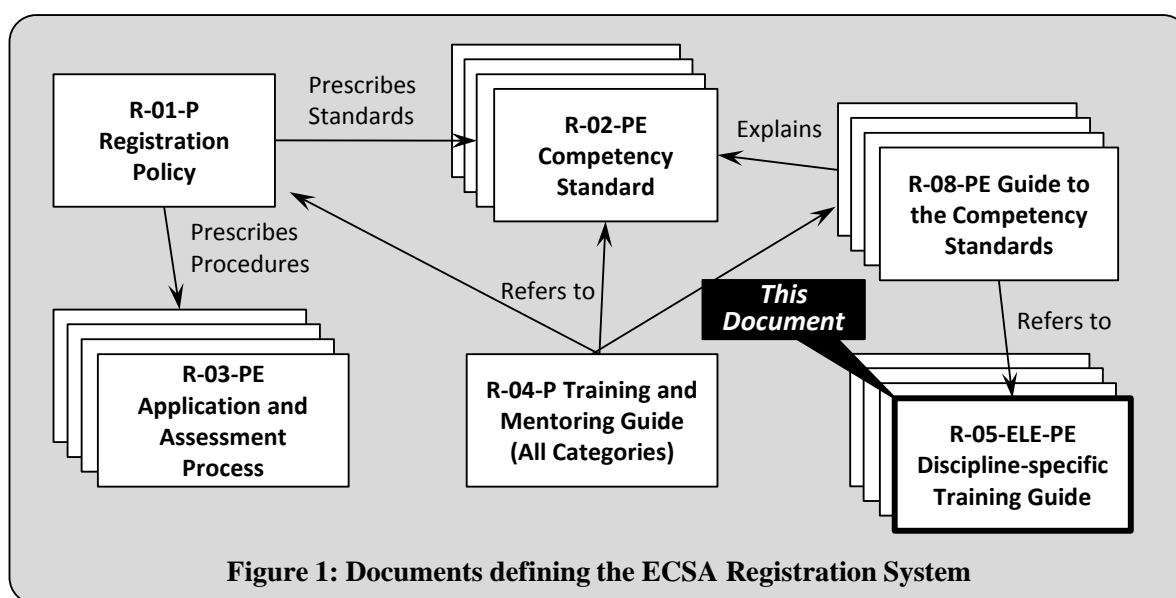 R-01-P
Registration
Policy
Prescribes
Standards
R-02-PE
Competency
Standard
Explains
R-08-PE Guide to
the Competency
Standards
Prescribes
Procedures
Refers to
This
Document
Refers to
R-03-PE
Application and
Assessment
Process
R-04-P Training and
Mentoring Guide
(All Categories)
R-05-ELE-PE
Discipline-specific
Training Guide
Figure 1: Documents defining the ECSA Registration System